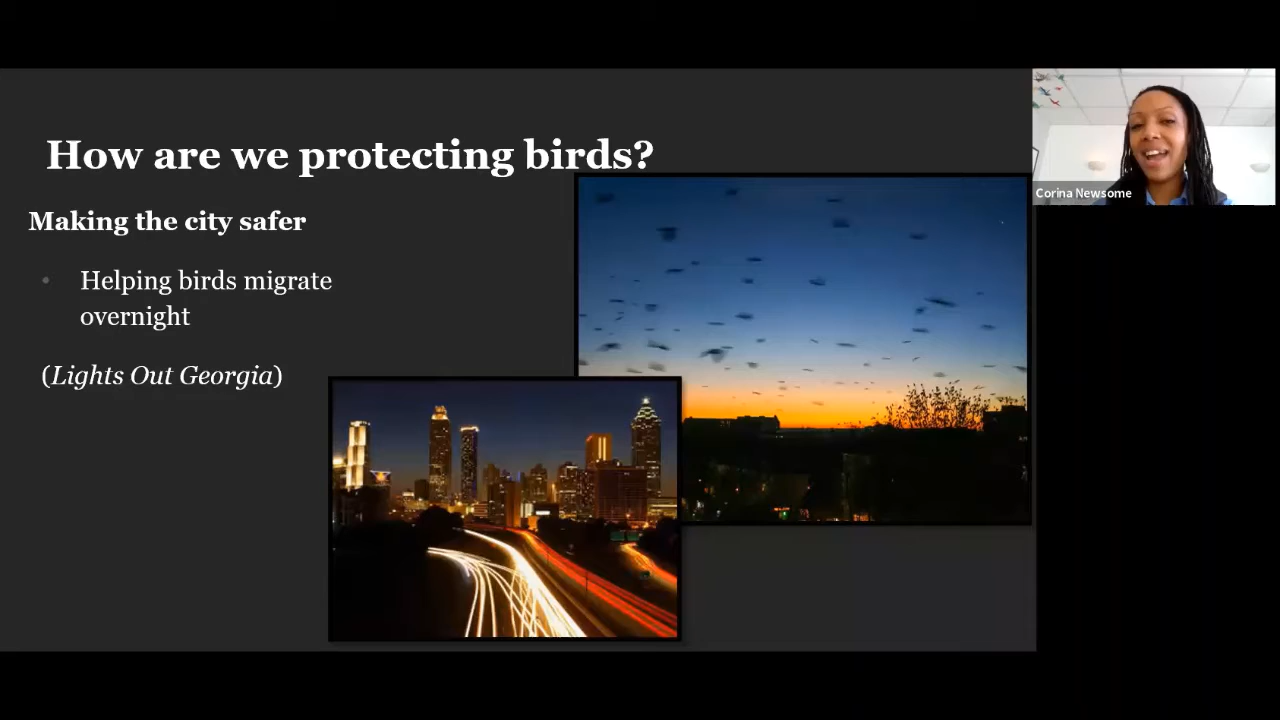 How are we protecting birds?
Making the city safer
Helping birds migrate
overnight
(Lights Out Georgia)
Corina Newsome